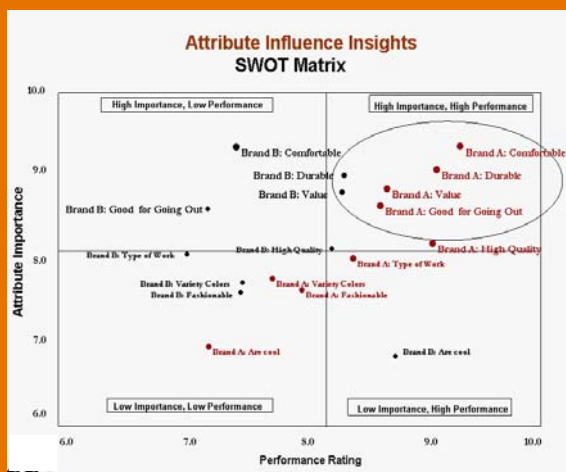 Attribute Influence Insights
SWOT Matrix
10.0
High Importance, Low Performance
High Importance, High Performance
Brand B: Comfortable
Brand A: Comfortable
9.0
Brand B: Durable
Brand A: Durable
Brand B: Value
Brand A: Value
Brand B: Good for Going Out
Brand A: Good for Going Out
Attribute Importance
Brand B: High Quality
Brand A: High Quality
Brand B: Type of Work
8.0
Brand A: Type of Work
Brand B: Variety Colors
Brand A: Variety Colors
Brand B: Fashionable
Brand A: Fashionable
7.0
Brand A: Are cool
Brand B: Are cool
Low Importance, Low Performance
Low Importance, High Performance
6.0
6.0
7.0
8.0
9.0
10.0
Performance Rating